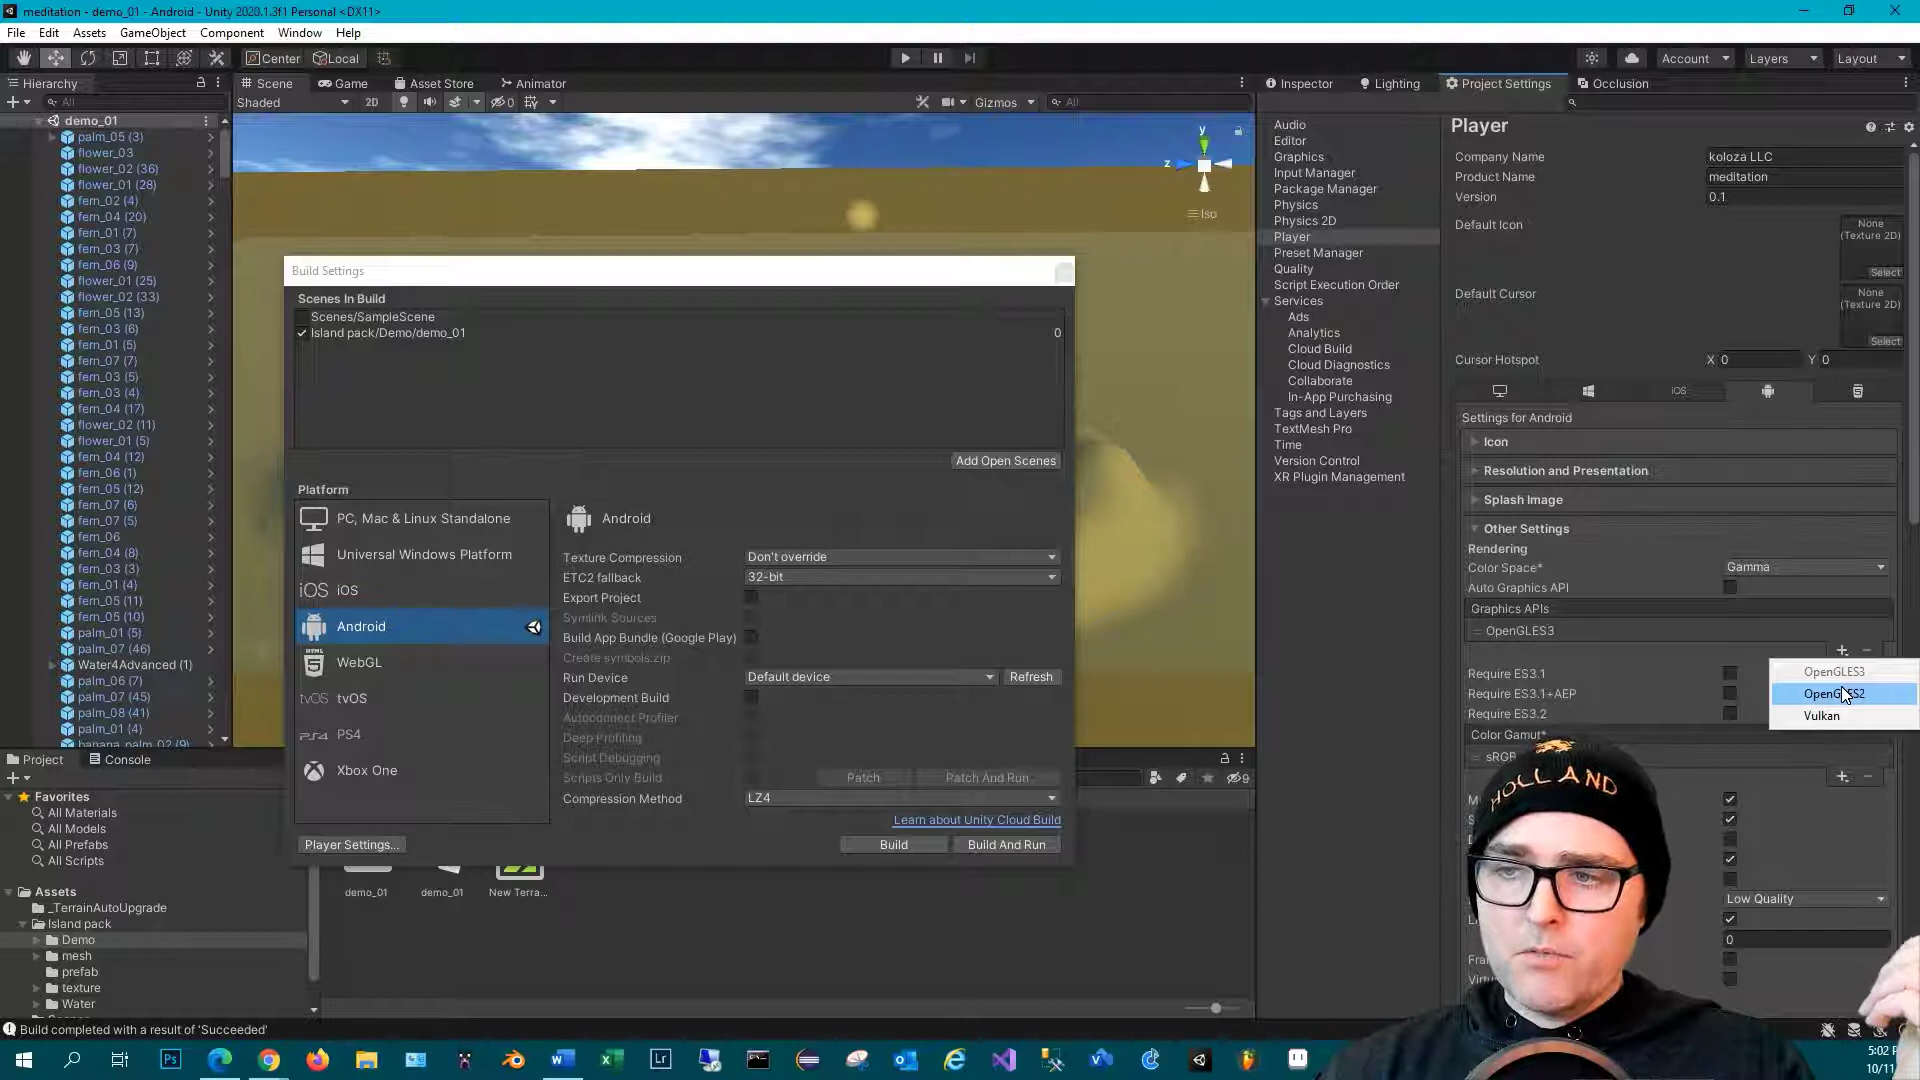 meditation - demo_01 - Android - Unity 2020.1.3f1 Personal <DX11>
File Edit Assets GameObject Component Window Help
Center Local
Account Layers Layout
Hierarchy
All
demo_01
palm_05 (3)
flower_03
flower_02 (36)
flower_01 (28)
fern_02 (4)
fern_04 (20)
fern_01 (7)
fern_03 (7)
fern_06 (9)
flower_01 (25)
flower_02 (33)
fern_05 (13)
fern_03 (6)
fern_01 (5)
fern_07 (7)
fern_03 (5)
fern_03 (4)
fern_04 (17)
flower_02 (11)
flower_01 (5)
fern_04 (12)
fern_06 (1)
fern_05 (12)
fern_07 (6)
fern_07 (5)
fern_06
fern_04 (8)
fern_03 (3)
fern_01 (4)
fern_05 (11)
fern_05 (10)
palm_01 (5)
palm_07 (46)
Water4Advanced (1)
palm_06 (7)
palm_07 (45)
palm_08 (41)
palm_01 (4)
banana_palm_02 (9)
Scene Game Asset Store Animator
Shaded 2D 0 Gizmos All
y
z
Iso
Build Settings
Scenes In Build
Scenes/SampleScene
Island pack/Demo/demo_01 0
Add Open Scenes
Platform
PC, Mac & Linux Standalone
Universal Windows Platform
iOS iOS
Android
HTML 5 WebGL
tvOS tvOS
PS4
Xbox One
Android
Texture Compression Don't override
ETC2 fallback 32-bit
Export Project
Symlink Sources
Build App Bundle (Google Play)
Create symbols.zip
Run Device Default device Refresh
Development Build
Autoconnect Profiler
Deep Profiling
Script Debugging
Scripts Only Build Patch Patch And Run
Compression Method LZ4
Learn about Unity Cloud Build
Player Settings... Build Build And Run
Inspector Lighting Project Settings Occlusion
Audio
Editor
Graphics
Input Manager
Package Manager
Physics
Physics 2D
Player
Preset Manager
Quality
Script Execution Order
Services
Ads
Analytics
Cloud Build
Cloud Diagnostics
Collaborate
In-App Purchasing
Tags and Layers
TextMesh Pro
Time
Version Control
XR Plugin Management
Player
Company Name koloza LLC
Product Name meditation
Version 0.1
Default Icon None
(Texture 2D)
Select
Default Cursor None
(Texture 2D)
Select
Cursor Hotspot X 0 Y 0
iOS
Settings for Android
Icon
Resolution and Presentation
Splash Image
Other Settings
Rendering
Color Space* Gamma
Auto Graphics API
Graphics APIs
OpenGLES3
Require ES3.1
Require ES3.1+AEP
Require ES3.2
OpenGLES3
OpenGLES2
Vulkan
Color Gamut*
sRGB
Low Quality
0
HOLLAND
Project Console
9
Favorites
All Materials
All Models
All Prefabs
All Scripts
Assets
_TerrainAutoUpgrade
Island pack
Demo
mesh
prefab
texture
Water
demo_01 demo_01 New Terra...
Build completed with a result of 'Succeeded'
Ps Lr
5:02 P
10/11